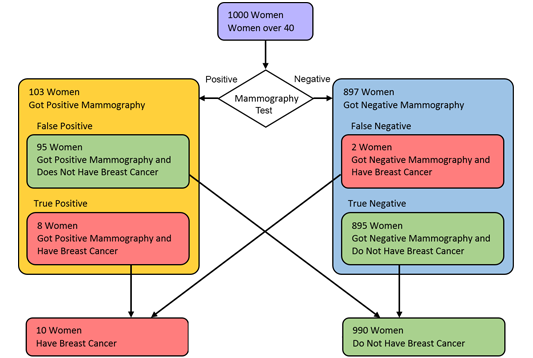 1000 Women
Women over 40
Positive
Negative
Mammography
Test
103 Women
Got Positive Mammography
False Positive
95 Women
Got Positive Mammography and
Does Not Have Breast Cancer
True Positive
8 Women
Got Positive Mammography and
Have Breast Cancer
897 Women
Got Negative Mammography
False Negative
2 Women
Got Negative Mammography and
Have Breast Cancer
True Negative
895 Women
Got Negative Mammography and
Do Not Have Breast Cancer
10 Women
Have Breast Cancer
990 Women
Do Not Have Breast Cancer